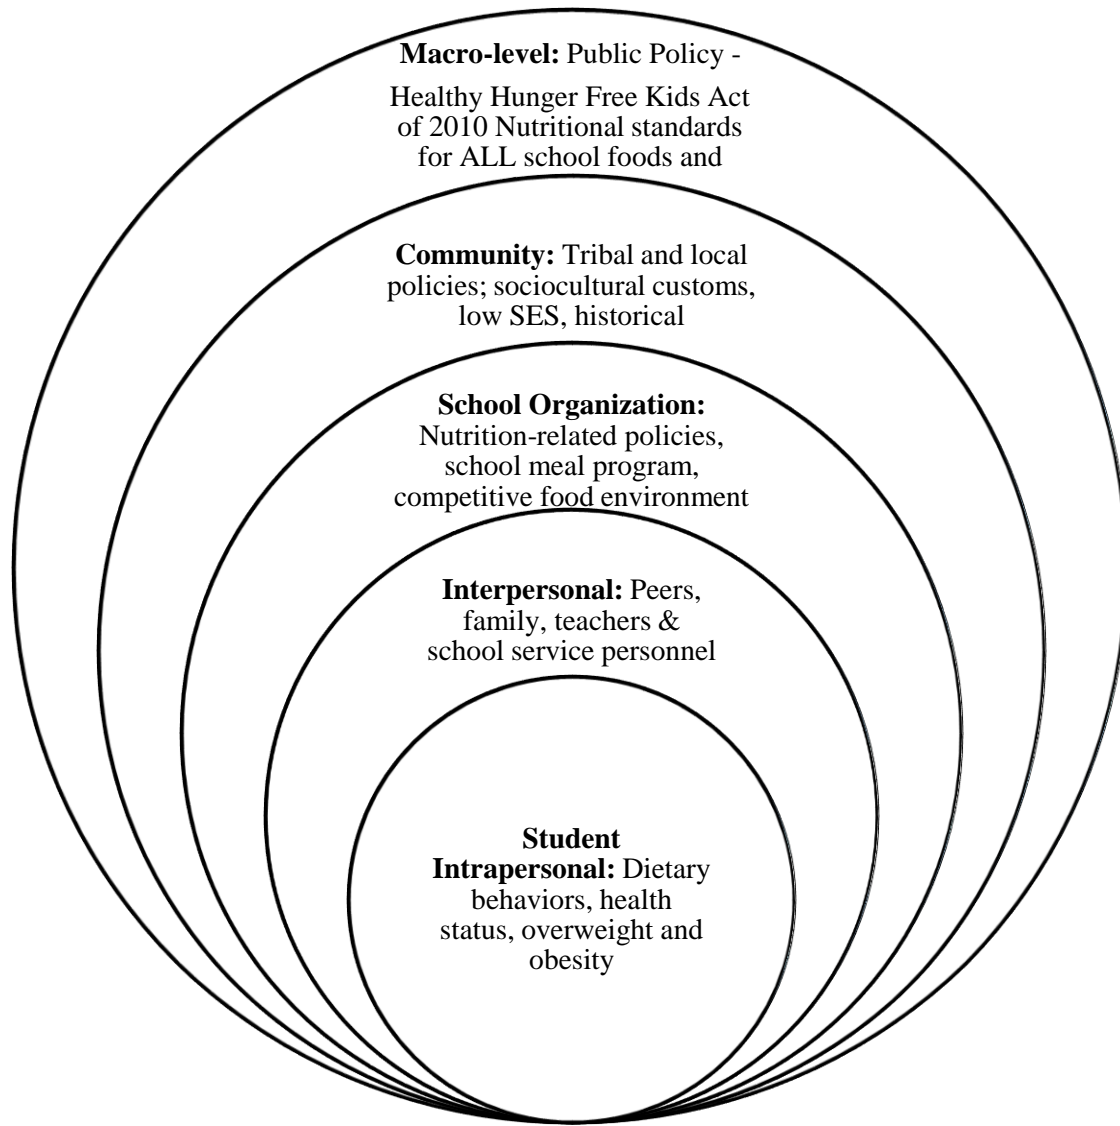 Macro-level: Public Policy -
Healthy Hunger Free Kids Act
of 2010 Nutritional standards
for ALL school foods and
Community: Tribal and local
policies; sociocultural customs,
low SES, historical
School Organization:
Nutrition-related policies,
school meal program,
competitive food environment
Interpersonal: Peers,
family, teachers &
school service personnel
Student
Intrapersonal: Dietary
behaviors, health
status, overweight and
obesity